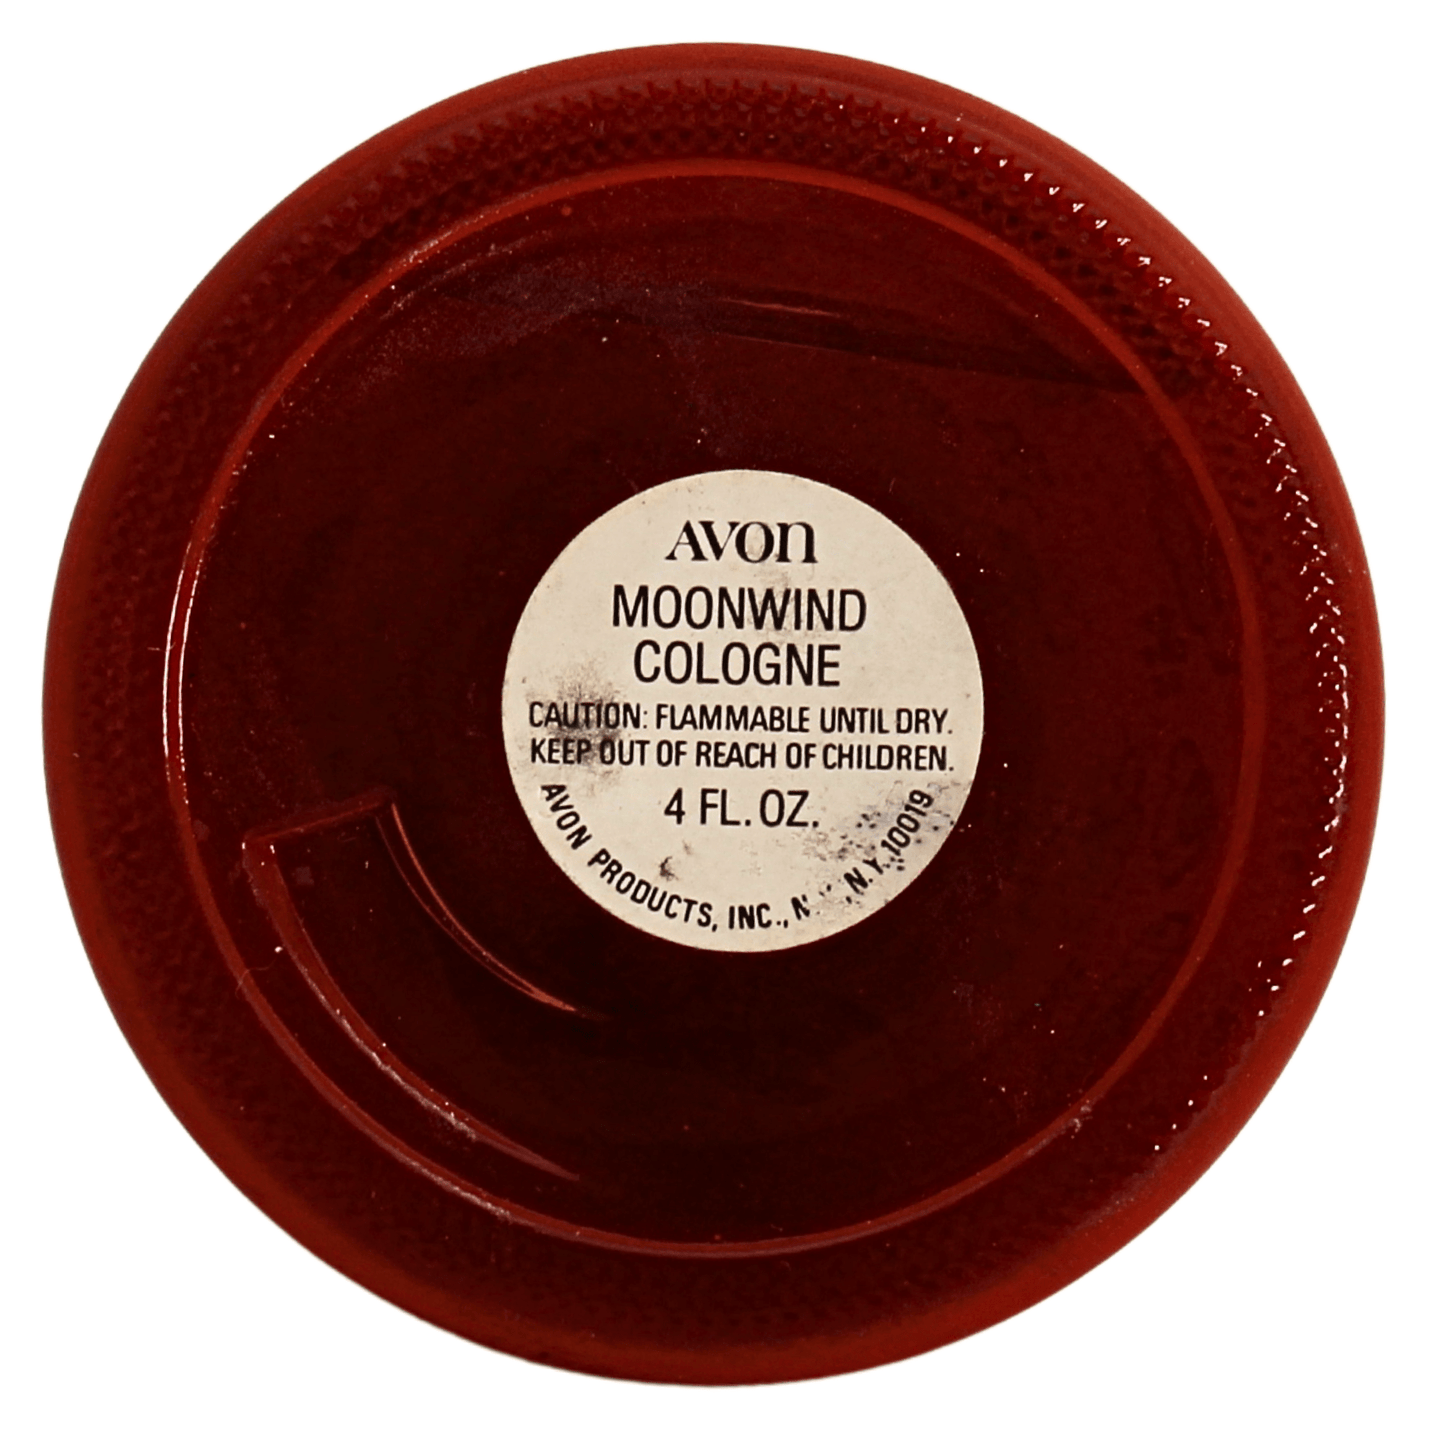 AVON
MOONWIND
COLOGNE
CAUTION: FLAMMABLE UNTIL DRY.
KEEP OUT OF REACH OF CHILDREN.
4 FL. OZ.
AVON PRODUCTS, INC., N.Y. 10019